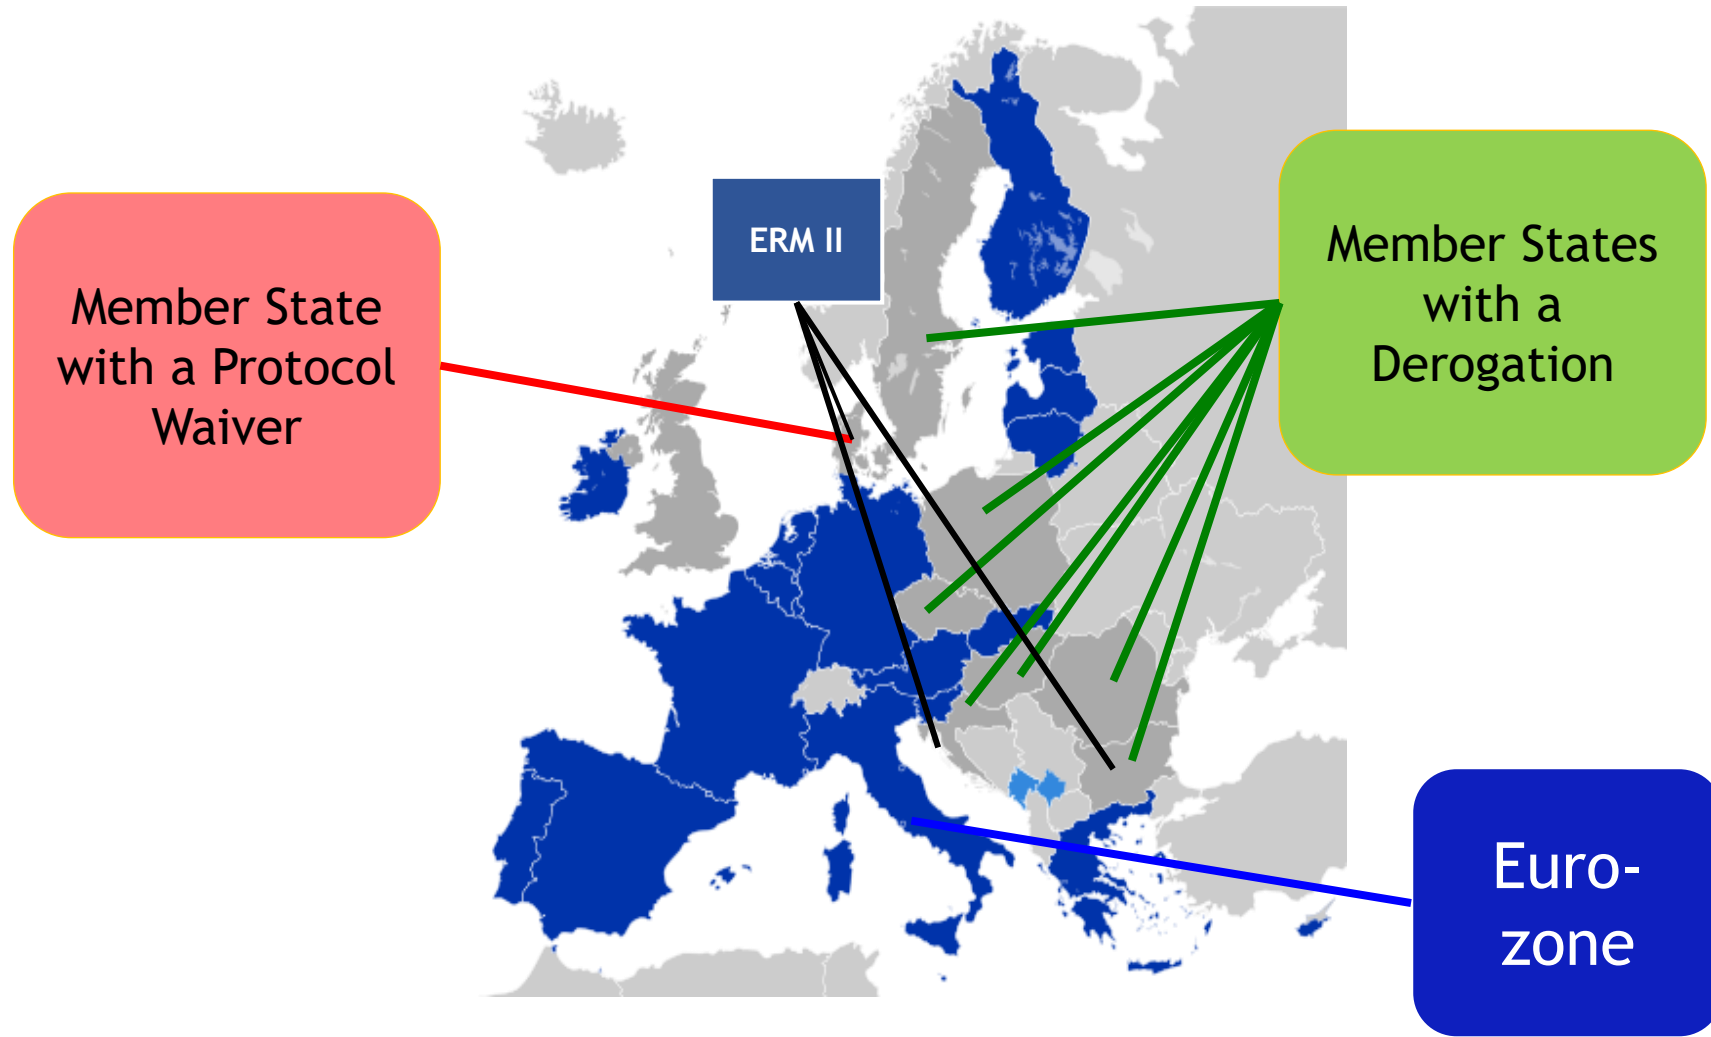 ERM II
Member State
with a Protocol
Waiver
Member States
with a
Derogation
Euro-
zone